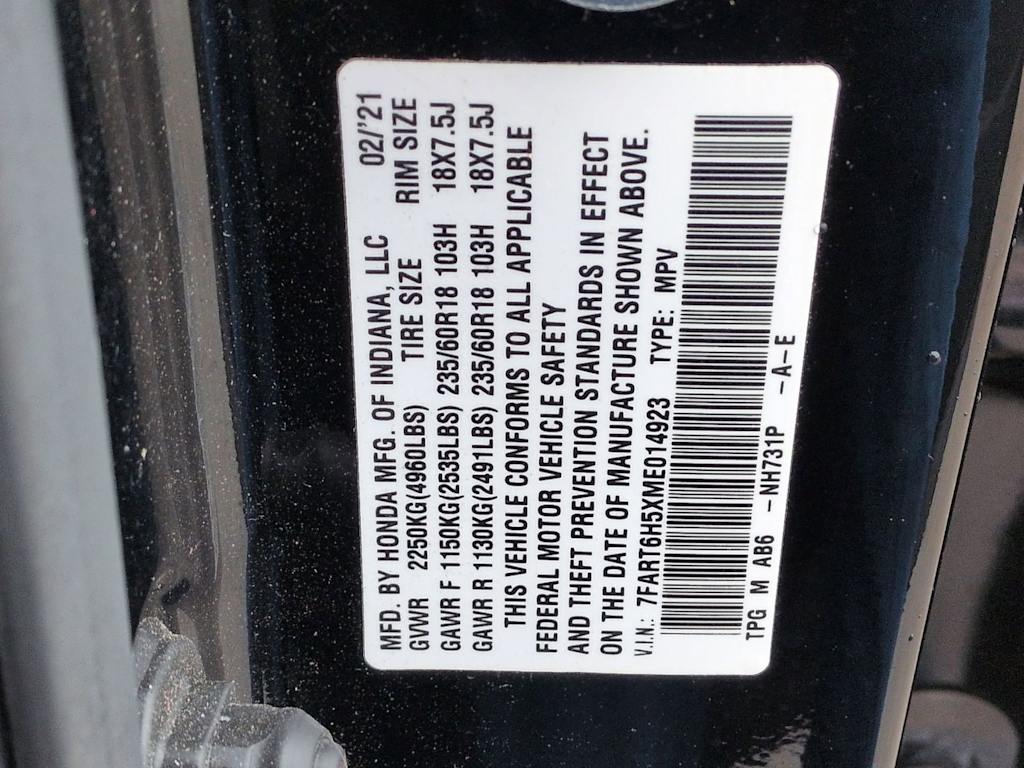 MFD. BY HONDA MFG. OF INDIANA, LLC 02/'21
GVWR 2250KG(4960LBS) TIRE SIZE RIM SIZE
GAWR F 1150KG(2535LBS) 235/60R18 103H 18X7.5J
GAWR R 1130KG(2491LBS) 235/60R18 103H 18X7.5J
THIS VEHICLE CONFORMS TO ALL APPLICABLE
FEDERAL MOTOR VEHICLE SAFETY
AND THEFT PREVENTION STANDARDS IN EFFECT
ON THE DATE OF MANUFACTURE SHOWN ABOVE.
V.I.N.: 7FART6H5XME014923 TYPE: MPV
TPG M AB6 -NH731P -A-E